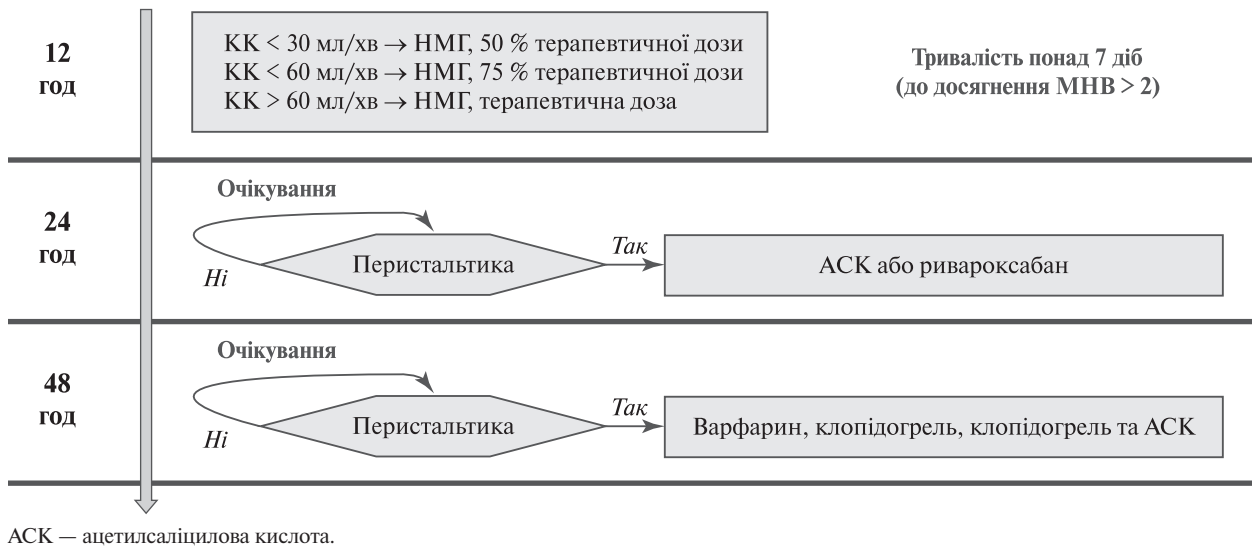 12
год
КК < 30 мл/хв → НМГ, 50 % терапевтичної дози
КК < 60 мл/хв → НМГ, 75 % терапевтичної дози
КК > 60 мл/хв → НМГ, терапевтична доза
Тривалість понад 7 діб
(до досягнення МНВ > 2)
24
год
Очікування
Ні
Перистальтика
Так
АСК або ривароксабан
48
год
Очікування
Ні
Перистальтика
Так
Варфарин, клопідогрель, клопідогрель та АСК
АСК — ацетилсаліцилова кислота.